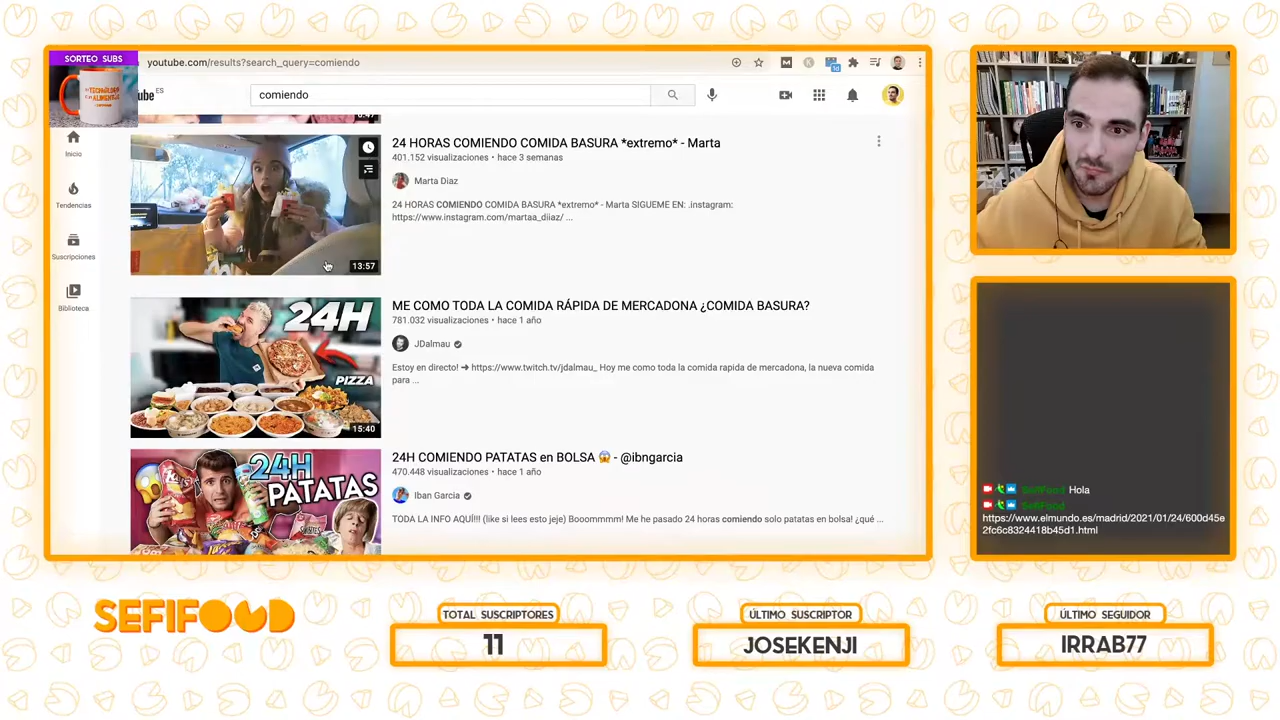 SORTEO SUBS
youtube.com/results?search_query=comiendo
ube ES
comiendo
Inicio
Tendencias
Suscripciones
Biblioteca
24 HORAS COMIENDO COMIDA BASURA *extremo* - Marta
401.152 visualizaciones • hace 3 semanas
Marta Diaz
24 HORAS COMIENDO COMIDA BASURA *extremo* - Marta SIGUEME EN: .instagram:
https://www.instagram.com/martaa_diiaz/ ...
13:57
24H
PIZZA
15:40
ME COMO TODA LA COMIDA RÁPIDA DE MERCADONA ¿COMIDA BASURA?
781.032 visualizaciones • hace 1 año
JDalmau
Estoy en directo! ➜ https://www.twitch.tv/jdalmau_ Hoy me como toda la comida rapida de mercadona, la nueva comida
para ...
24H
PATATAS
24H COMIENDO PATATAS en BOLSA 😱 - @ibngarcia
470.448 visualizaciones • hace 1 año
Iban Garcia
TODA LA INFO AQUÍ!!! (like si lees esto jeje) Booommmm! Me he pasado 24 horas comiendo solo patatas en bolsa! ¿qué ...
SefiFood Hola
SefiFood
https://www.elmundo.es/madrid/2021/01/24/600d45e
2fc6c8324418b45d1.html
SEFIFOOD
TOTAL SUSCRIPTORES
11
ÚLTIMO SUSCRIPTOR
JOSEKENJI
ÚLTIMO SEGUIDOR
IRRAB77